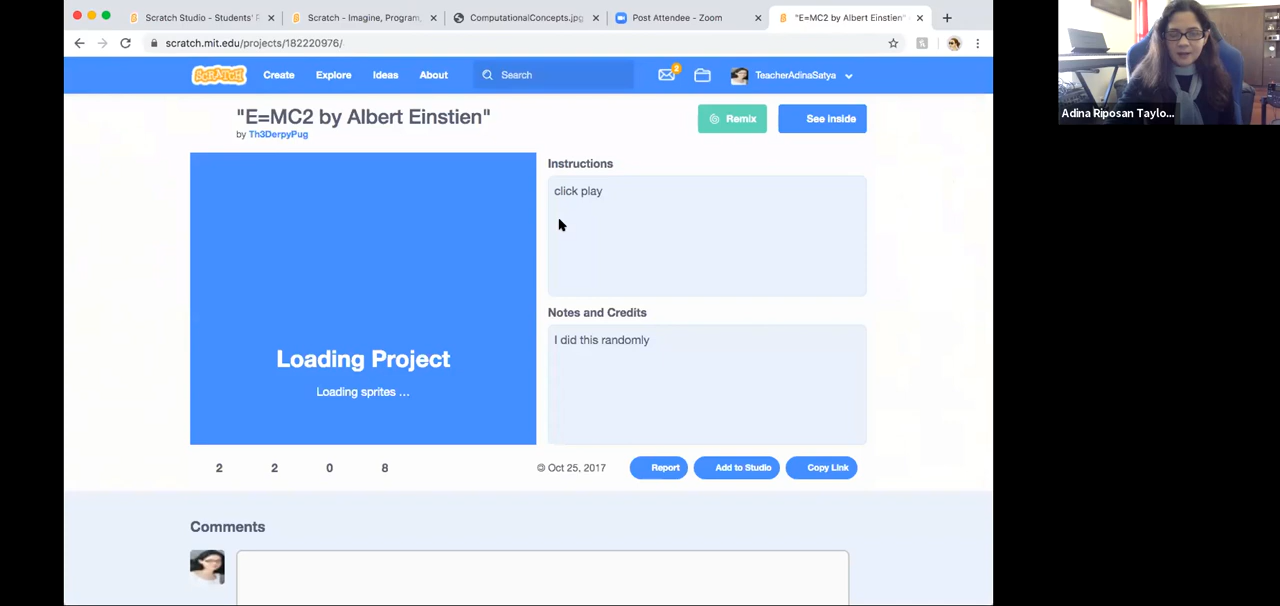 Scratch Studio - Students' P
Scratch - Imagine, Program,
ComputationalConcepts.jpg
Post Attendee - Zoom
"E=MC2 by Albert Einstien"
scratch.mit.edu/projects/182220976/
SCRATCH
Create
Explore
Ideas
About
Search
2
TeacherAdinaSatya
Adina Riposan Taylo...
"E=MC2 by Albert Einstien"
by Th3DerpyPug
Remix
See inside
Instructions
click play
Loading Project
Loading sprites ...
Notes and Credits
I did this randomly
2 2 0 8
© Oct 25, 2017
Report
Add to Studio
Copy Link
Comments